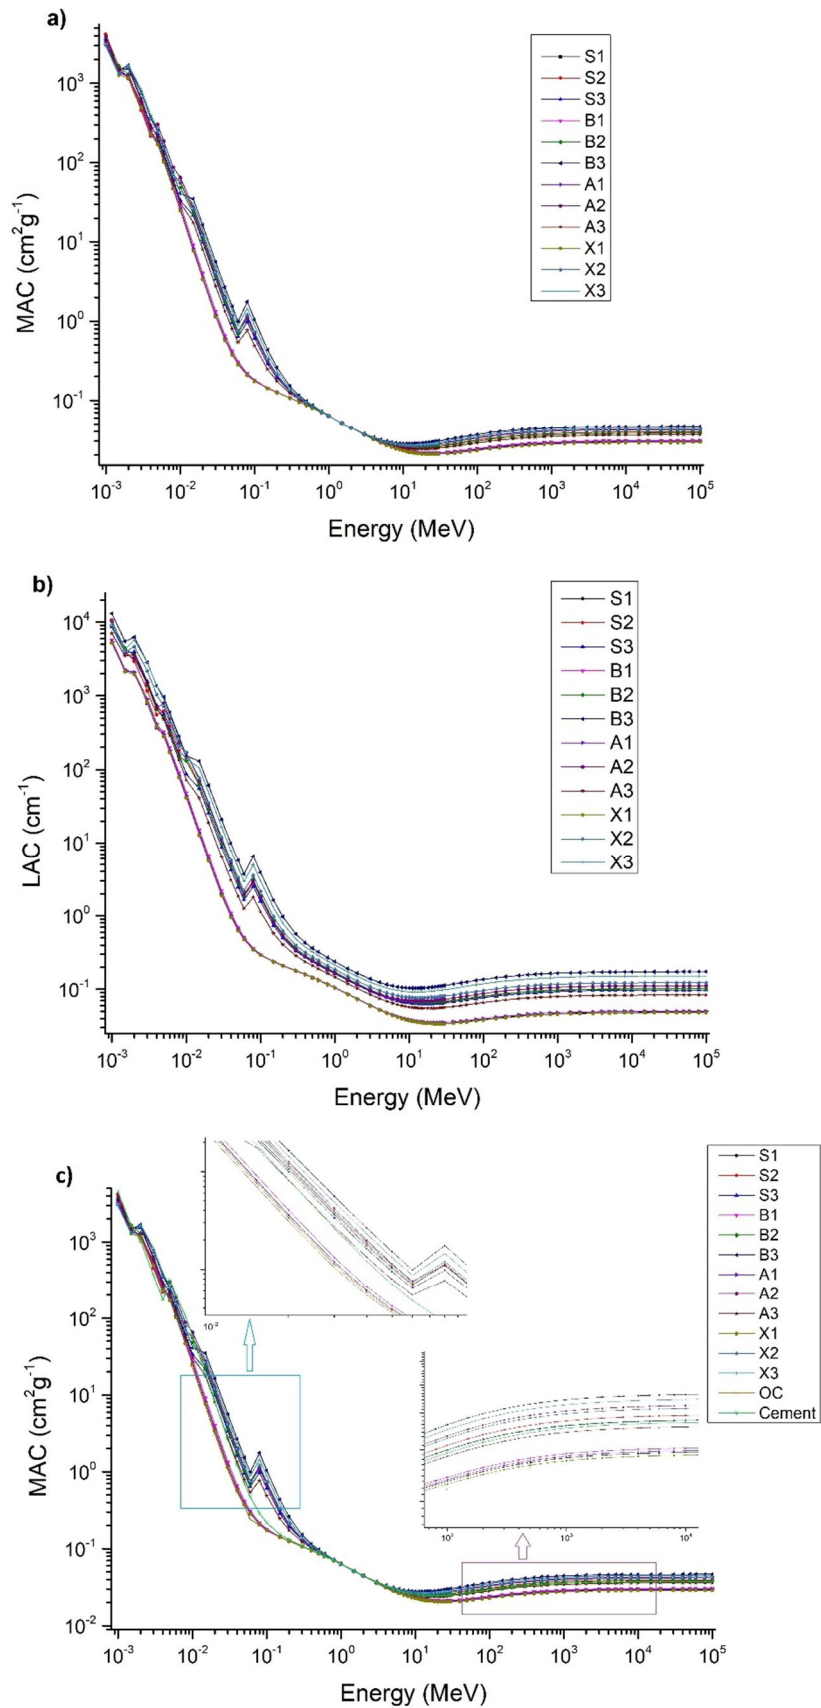 a)
MAC (cm²g⁻¹)
10³
10²
10¹
10⁰
10⁻¹
S1
S2
S3
B1
B2
B3
A1
A2
A3
X1
X2
X3
10⁻³ 10⁻² 10⁻¹ 10⁰ 10¹ 10² 10³ 10⁴ 10⁵
Energy (MeV)
b)
LAC (cm⁻¹)
10⁴
10³
10²
10¹
10⁰
10⁻¹
S1
S2
S3
B1
B2
B3
A1
A2
A3
X1
X2
X3
10⁻³ 10⁻² 10⁻¹ 10⁰ 10¹ 10² 10³ 10⁴ 10⁵
Energy (MeV)
c)
MAC (cm²g⁻¹)
10³
10²
10¹
10⁰
10⁻¹
10⁻²
10⁻²
10² 10³ 10⁴
S1
S2
S3
B1
B2
B3
A1
A2
A3
X1
X2
X3
OC
Cement
10⁻³ 10⁻² 10⁻¹ 10⁰ 10¹ 10² 10³ 10⁴ 10⁵
Energy (MeV)